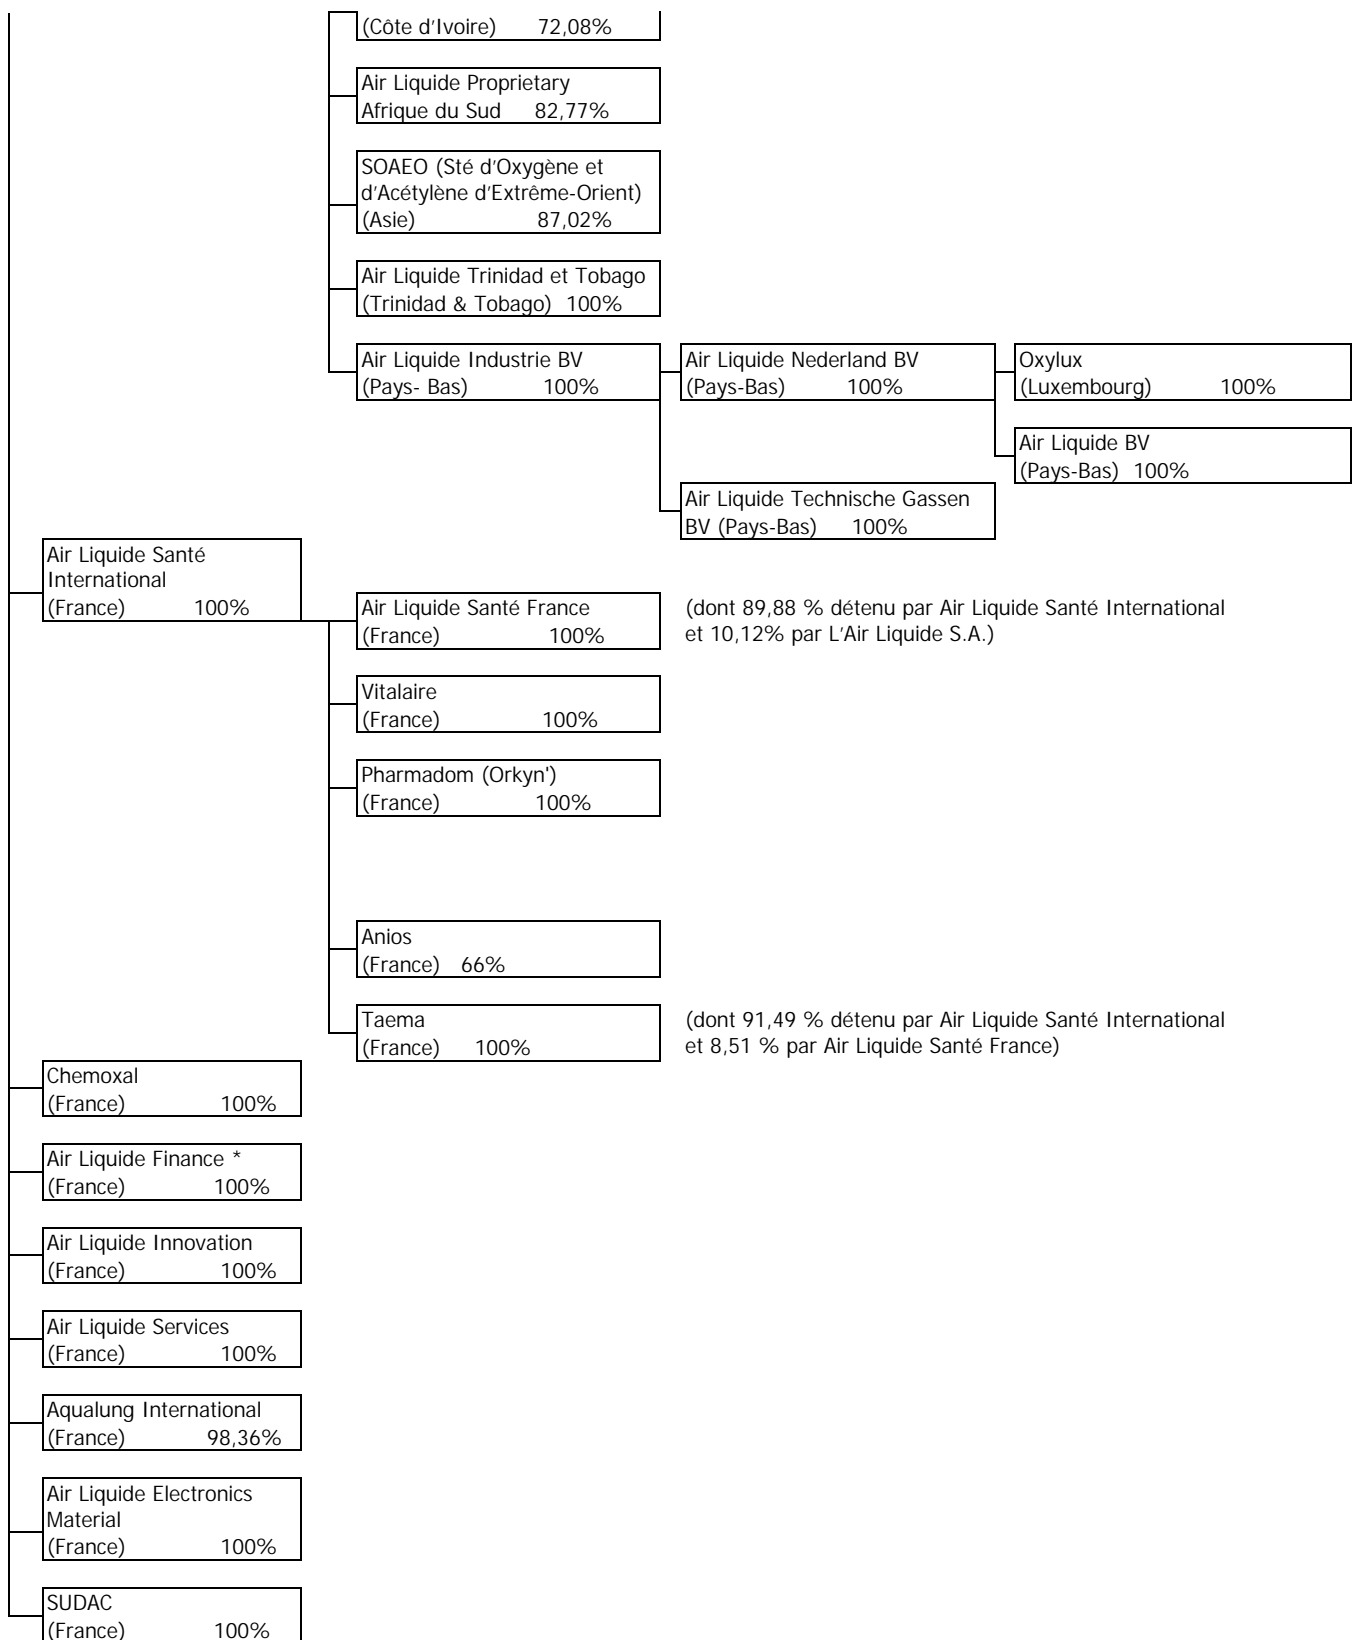 (Côte d'Ivoire) 72,08%
Air Liquide Proprietary
Afrique du Sud 82,77%
SOAEO (Sté d'Oxygène et
d'Acétylène d'Extrême-Orient)
(Asie) 87,02%
Air Liquide Trinidad et Tobago
(Trinidad & Tobago) 100%
Air Liquide Industrie BV
(Pays- Bas) 100%
Air Liquide Nederland BV
(Pays-Bas) 100%
Oxylux
(Luxembourg) 100%
Air Liquide BV
(Pays-Bas) 100%
Air Liquide Technische Gassen
BV (Pays-Bas) 100%
Air Liquide Santé
International
(France) 100%
Air Liquide Santé France
(France) 100%
(dont 89,88 % détenu par Air Liquide Santé International
et 10,12% par L'Air Liquide S.A.)
Vitalaire
(France) 100%
Pharmadom (Orkyn')
(France) 100%
Anios
(France) 66%
Taema
(France) 100%
(dont 91,49 % détenu par Air Liquide Santé International
et 8,51 % par Air Liquide Santé France)
Chemoxal
(France) 100%
Air Liquide Finance *
(France) 100%
Air Liquide Innovation
(France) 100%
Air Liquide Services
(France) 100%
Aqualung International
(France) 98,36%
Air Liquide Electronics
Material
(France) 100%
SUDAC
(France) 100%